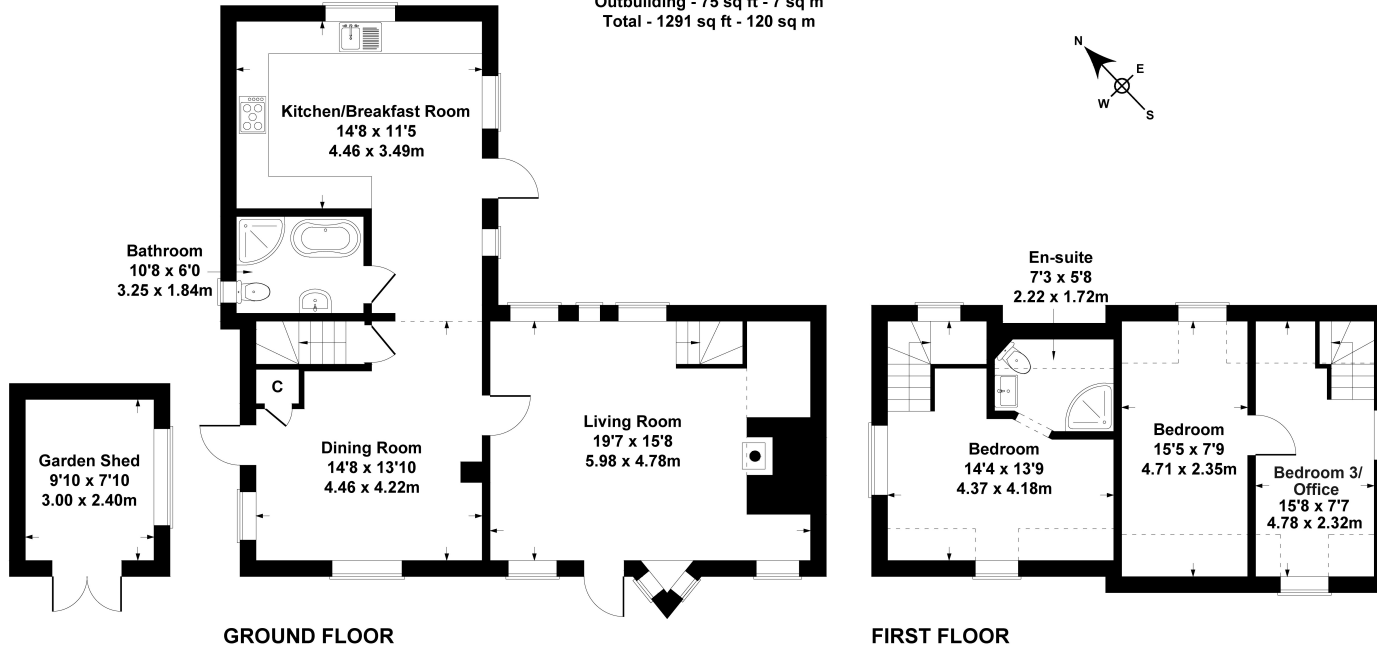 Outbuilding - 75 sq ft - 7 sq m
Total - 1291 sq ft - 120 sq m
N
E
W
S
Kitchen/Breakfast Room
14'8 x 11'5
4.46 x 3.49m
Bathroom
10'8 x 6'0
3.25 x 1.84m
C
Garden Shed
9'10 x 7'10
3.00 x 2.40m
Dining Room
14'8 x 13'10
4.46 x 4.22m
Living Room
19'7 x 15'8
5.98 x 4.78m
En-suite
7'3 x 5'8
2.22 x 1.72m
Bedroom
14'4 x 13'9
4.37 x 4.18m
Bedroom
15'5 x 7'9
4.71 x 2.35m
Bedroom 3/
Office
15'8 x 7'7
4.78 x 2.32m
GROUND FLOOR
FIRST FLOOR